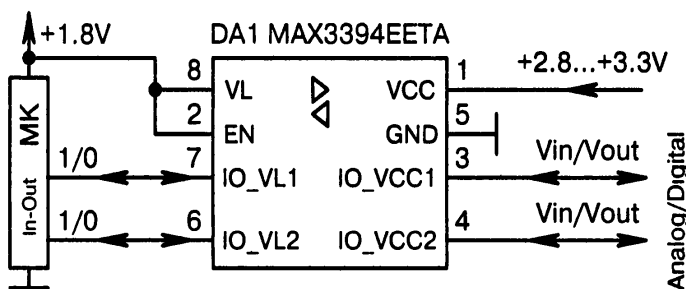 +1.8V
DA1 MAX3394EETA
8
VL
VCC
1
+2.8...+3.3V
2
EN
GND
5
MK
In-Out
1/0
7
IO_VL1
IO_VCC1
3
Vin/Vout
1/0
6
IO_VL2
IO_VCC2
4
Vin/Vout
Analog/Digital